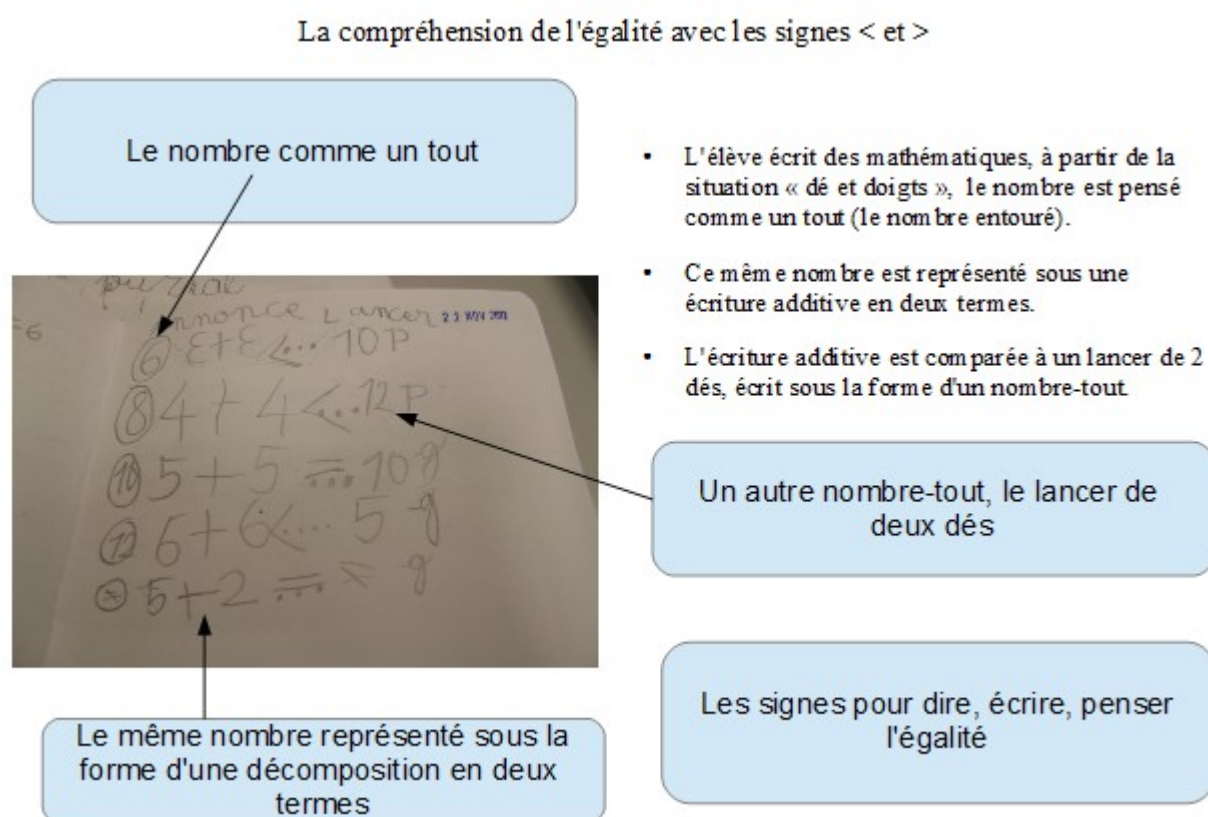 La compréhension de l'égalité avec les signes < et >
Le nombre comme un tout
• L'élève écrit des mathématiques, à partir de la
situation « dé et doigts », le nombre est pensé
comme un tout (le nombre entouré).
• Ce même nombre est représenté sous une
écriture additive en deux termes.
• L'écriture additive est comparée à un lancer de 2
dés, écrit sous la forme d'un nombre-tout.
=6
Annonce Lancer 23 NOV
6 3+3 <... 10 P
8 4+4 <... 12 P
10 5+5 =... 10 g
12 6+6 <.... 5 g
5+2 =... g
Un autre nombre-tout, le lancer de
deux dés
Les signes pour dire, écrire, penser
l'égalité
Le même nombre représenté sous la
forme d'une décomposition en deux
termes